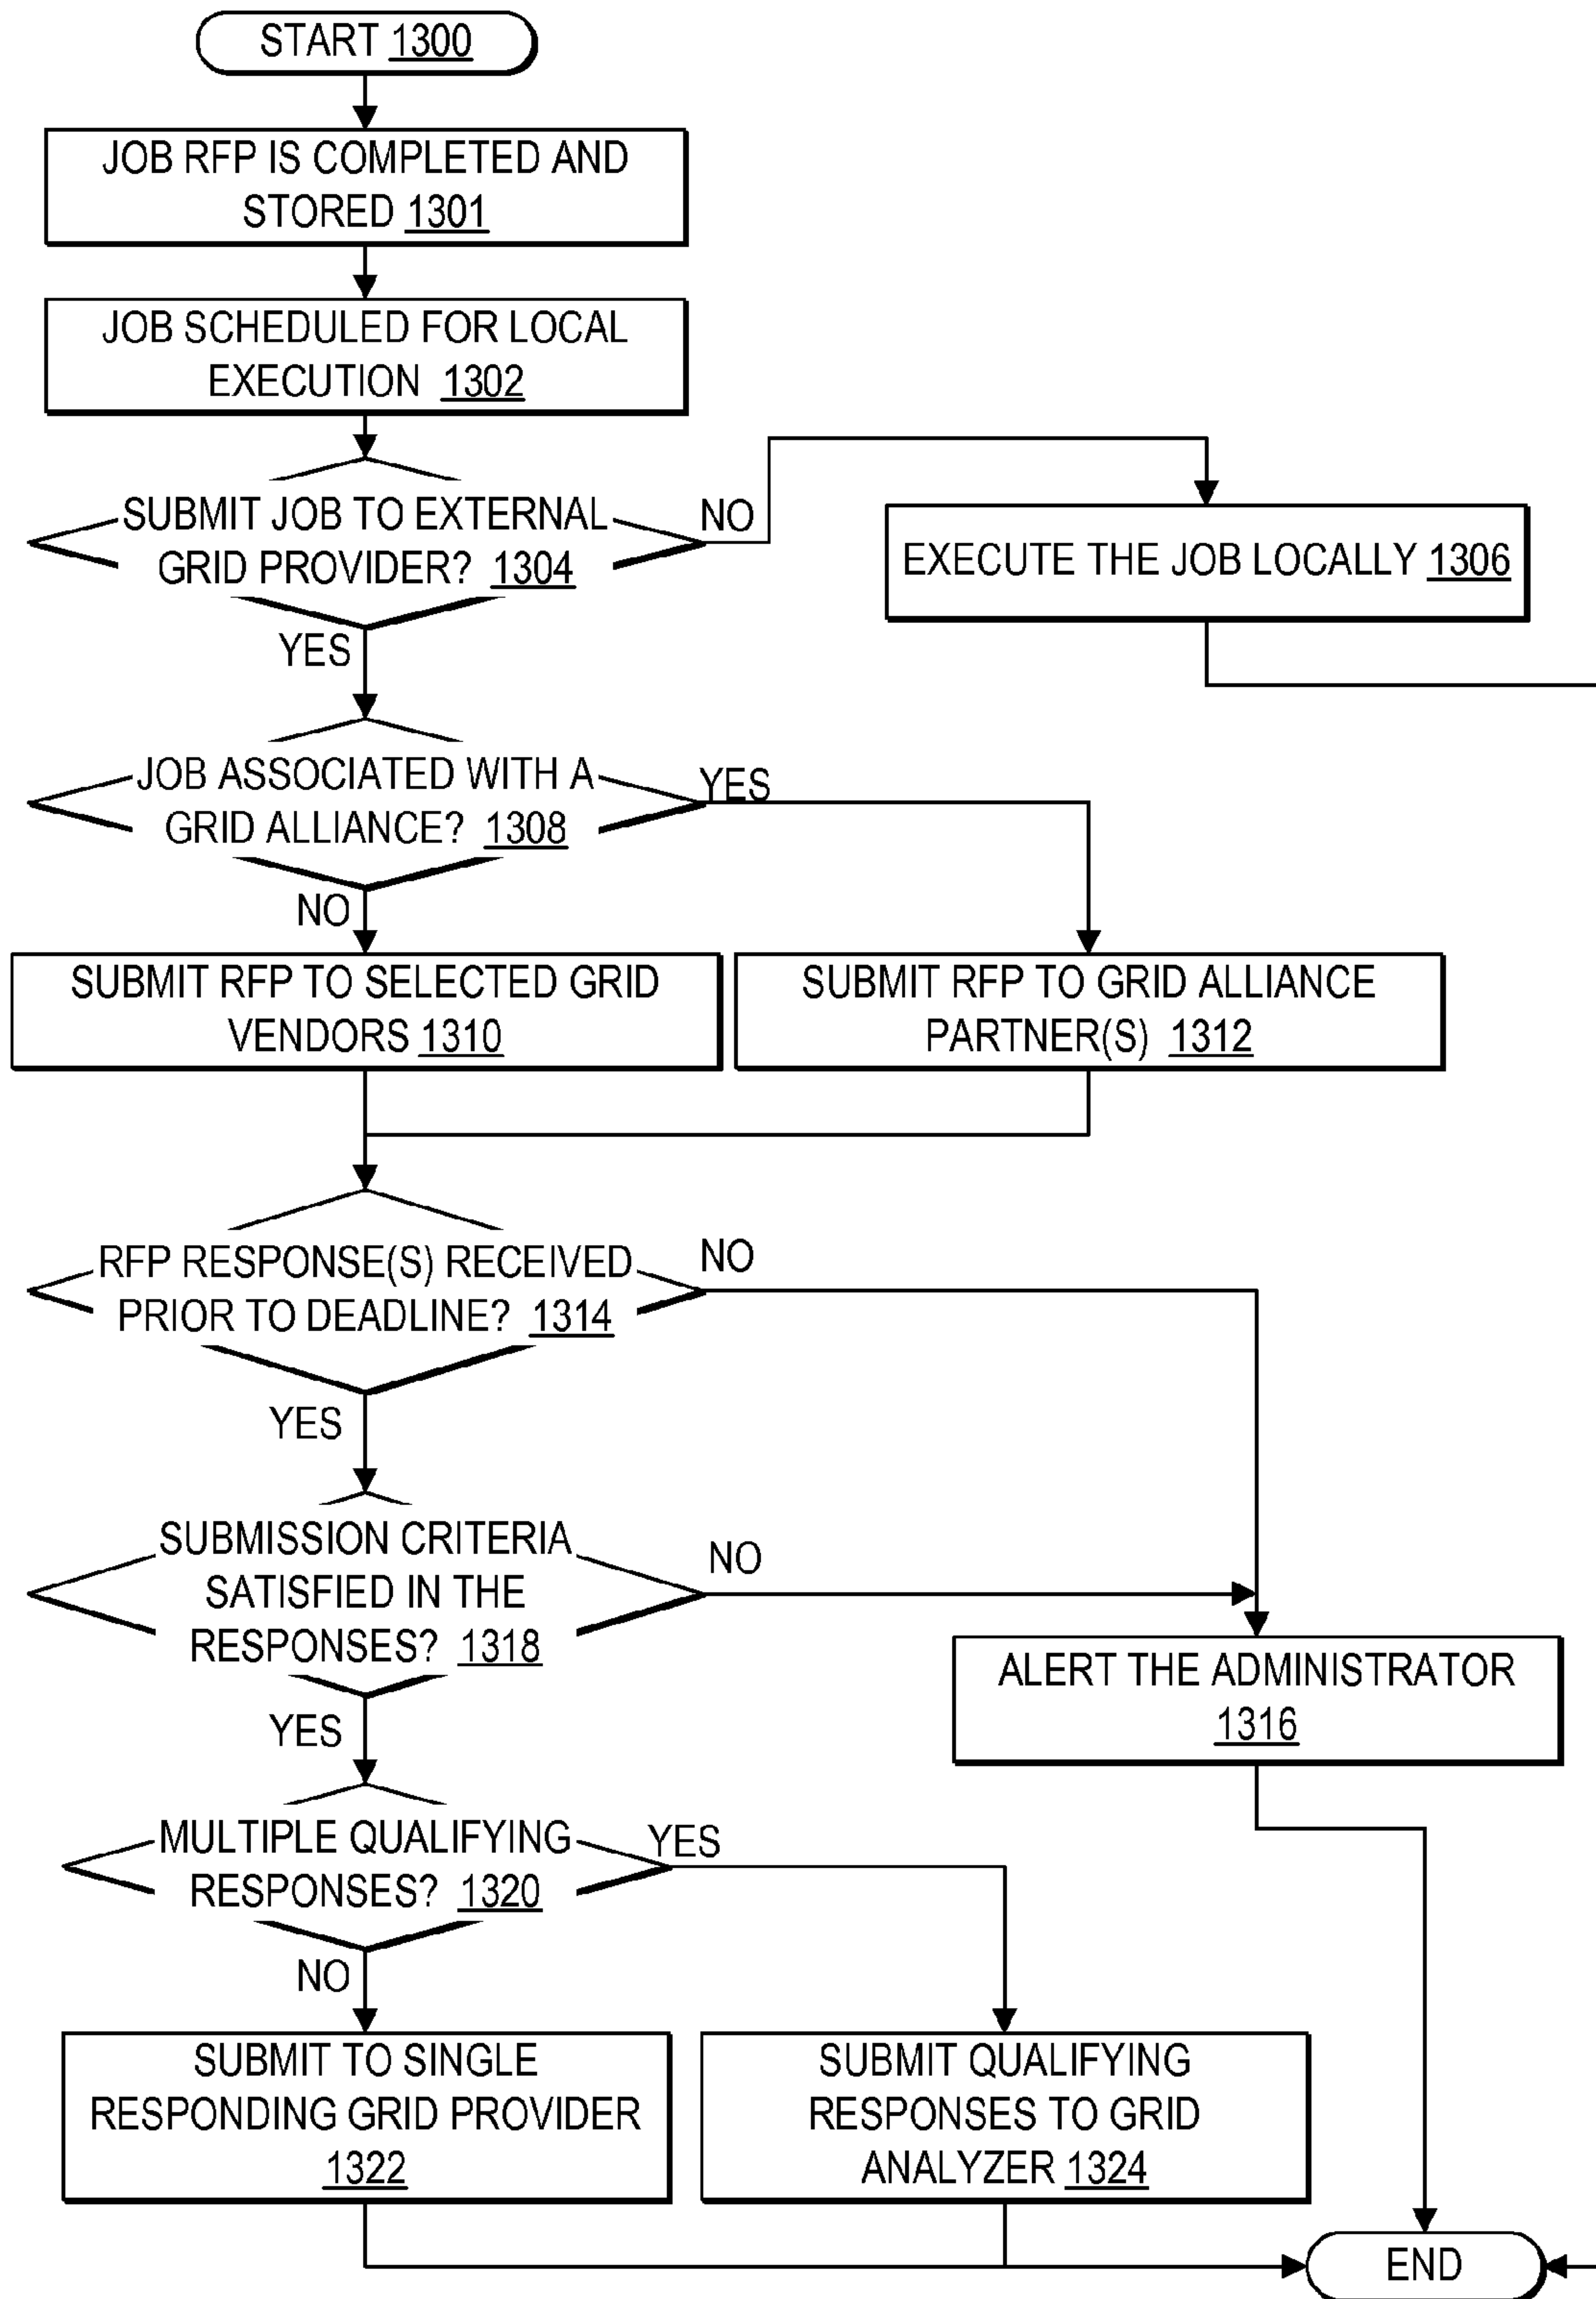 START 1300
JOB RFP IS COMPLETED AND
STORED 1301
JOB SCHEDULED FOR LOCAL
EXECUTION 1302
SUBMIT JOB TO EXTERNAL
GRID PROVIDER? 1304
NO
EXECUTE THE JOB LOCALLY 1306
YES
JOB ASSOCIATED WITH A
GRID ALLIANCE? 1308
YES
NO
SUBMIT RFP TO SELECTED GRID
VENDORS 1310
SUBMIT RFP TO GRID ALLIANCE
PARTNER(S) 1312
RFP RESPONSE(S) RECEIVED
PRIOR TO DEADLINE? 1314
NO
YES
SUBMISSION CRITERIA
SATISFIED IN THE
RESPONSES? 1318
NO
ALERT THE ADMINISTRATOR
1316
YES
MULTIPLE QUALIFYING
RESPONSES? 1320
YES
NO
SUBMIT TO SINGLE
RESPONDING GRID PROVIDER
1322
SUBMIT QUALIFYING
RESPONSES TO GRID
ANALYZER 1324
END